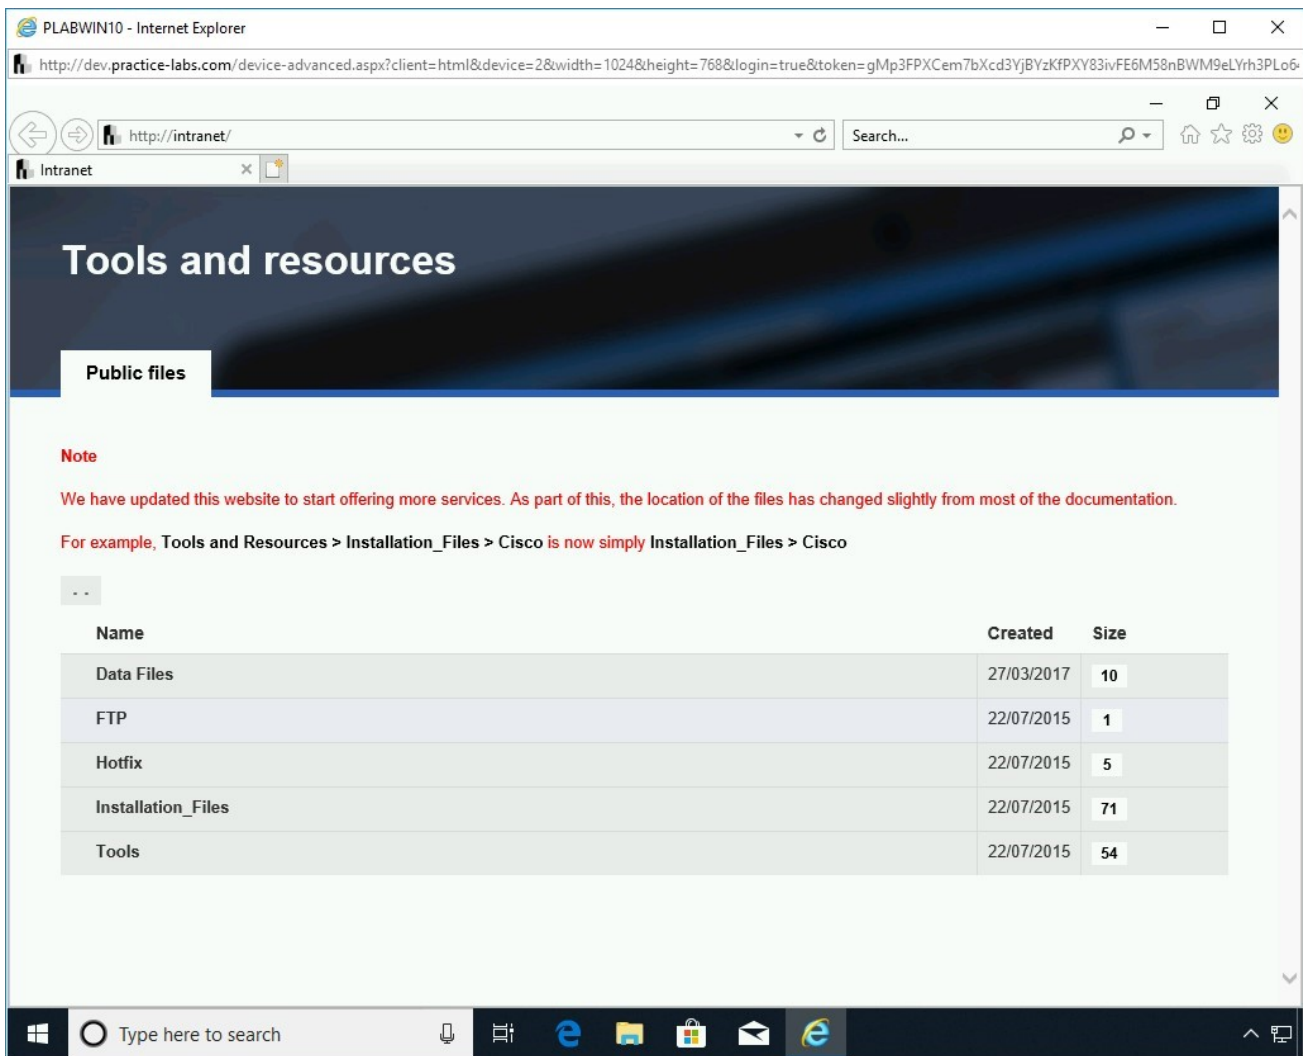 PLABWIN10 - Internet Explorer
http://dev.practice-labs.com/device-advanced.aspx?client=html&device=2&width=1024&height=768&login=true&token=gMp3FPXCem7bXcd3YjBYzKfPXY83ivFE6M58nBWM9eLYrh3PLo6
http://intranet/ Search...
Intranet
Tools and resources
Public files
Note
We have updated this website to start offering more services. As part of this, the location of the files has changed slightly from most of the documentation.
For example, Tools and Resources > Installation_Files > Cisco is now simply Installation_Files > Cisco
. .
Name Created Size
Data Files 27/03/2017 10
FTP 22/07/2015 1
Hotfix 22/07/2015 5
Installation_Files 22/07/2015 71
Tools 22/07/2015 54
Type here to search